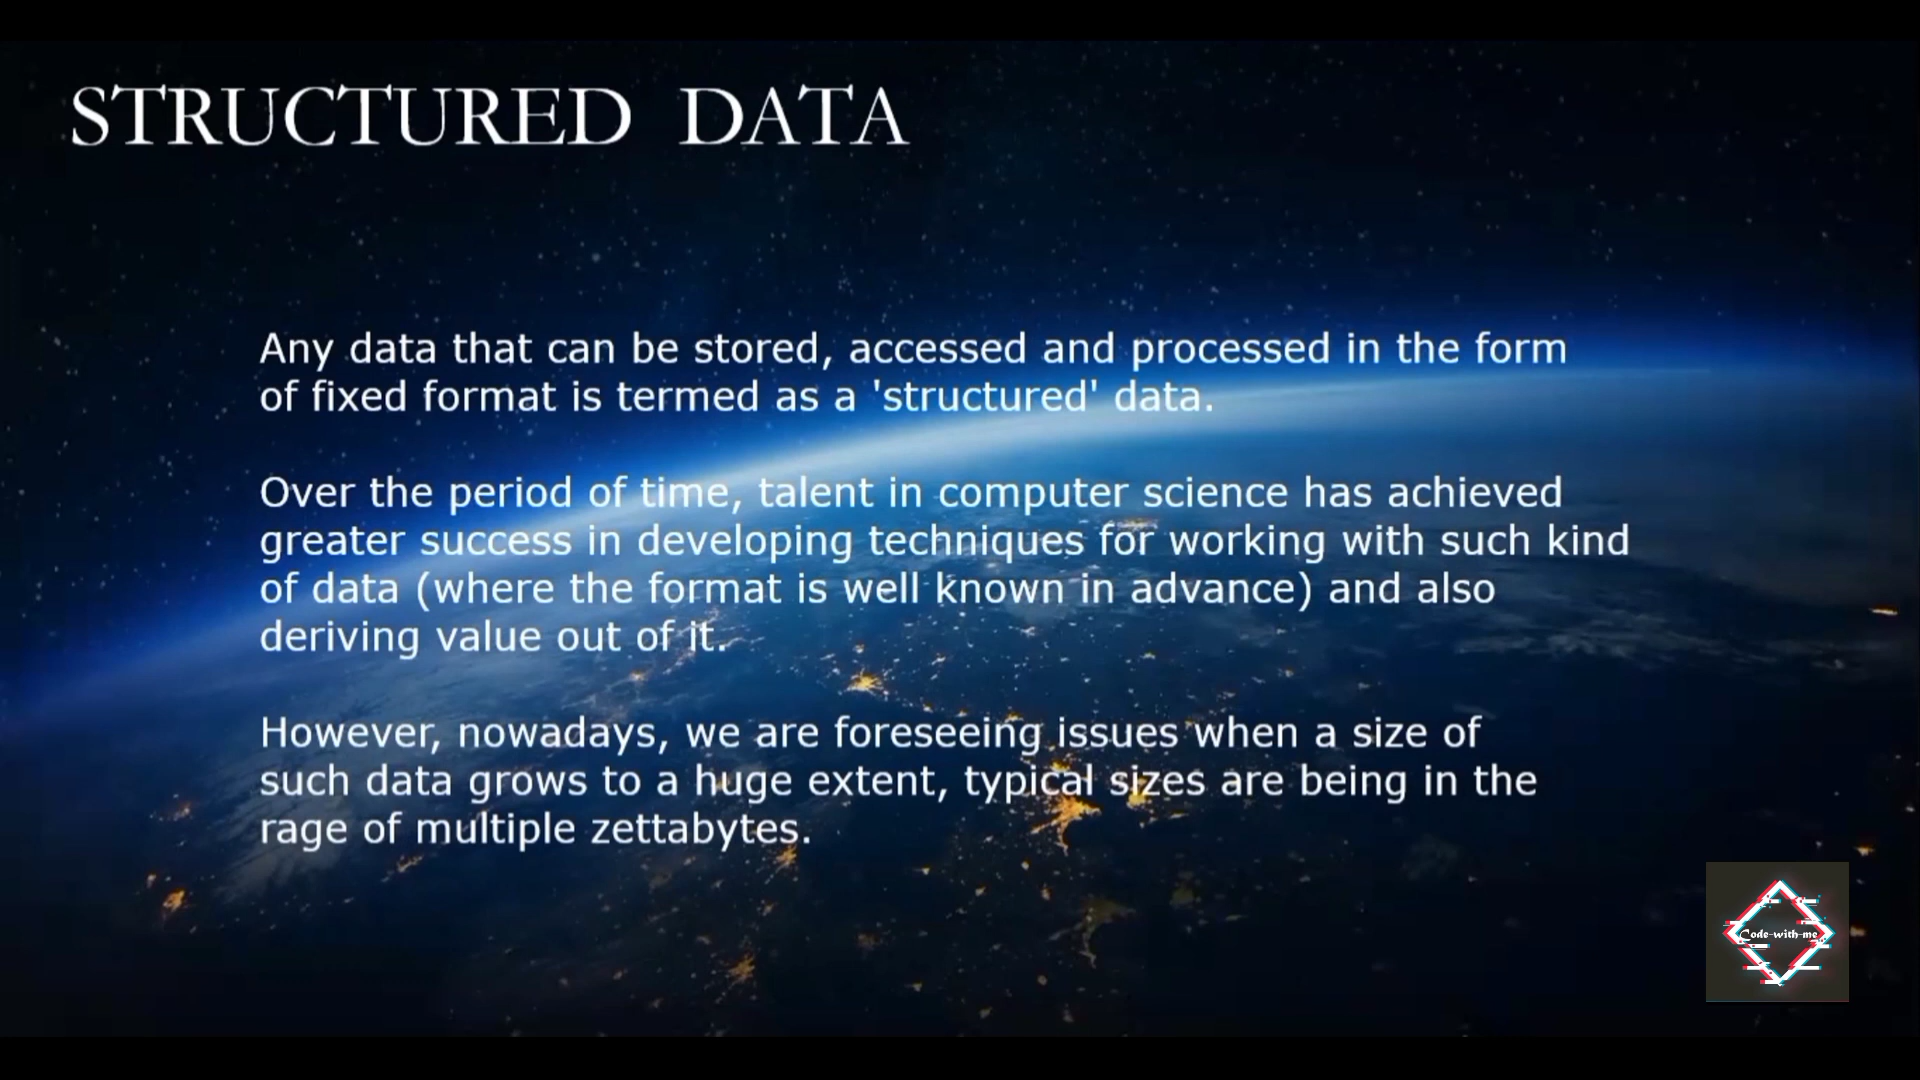 STRUCTURED DATA
Any data that can be stored, accessed and processed in the form
of fixed format is termed as a 'structured' data.
Over the period of time, talent in computer science has achieved
greater success in developing techniques for working with such kind
of data (where the format is well known in advance) and also
deriving value out of it.
However, nowadays, we are foreseeing issues when a size of
such data grows to a huge extent, typical sizes are being in the
rage of multiple zettabytes.
Code-with-me